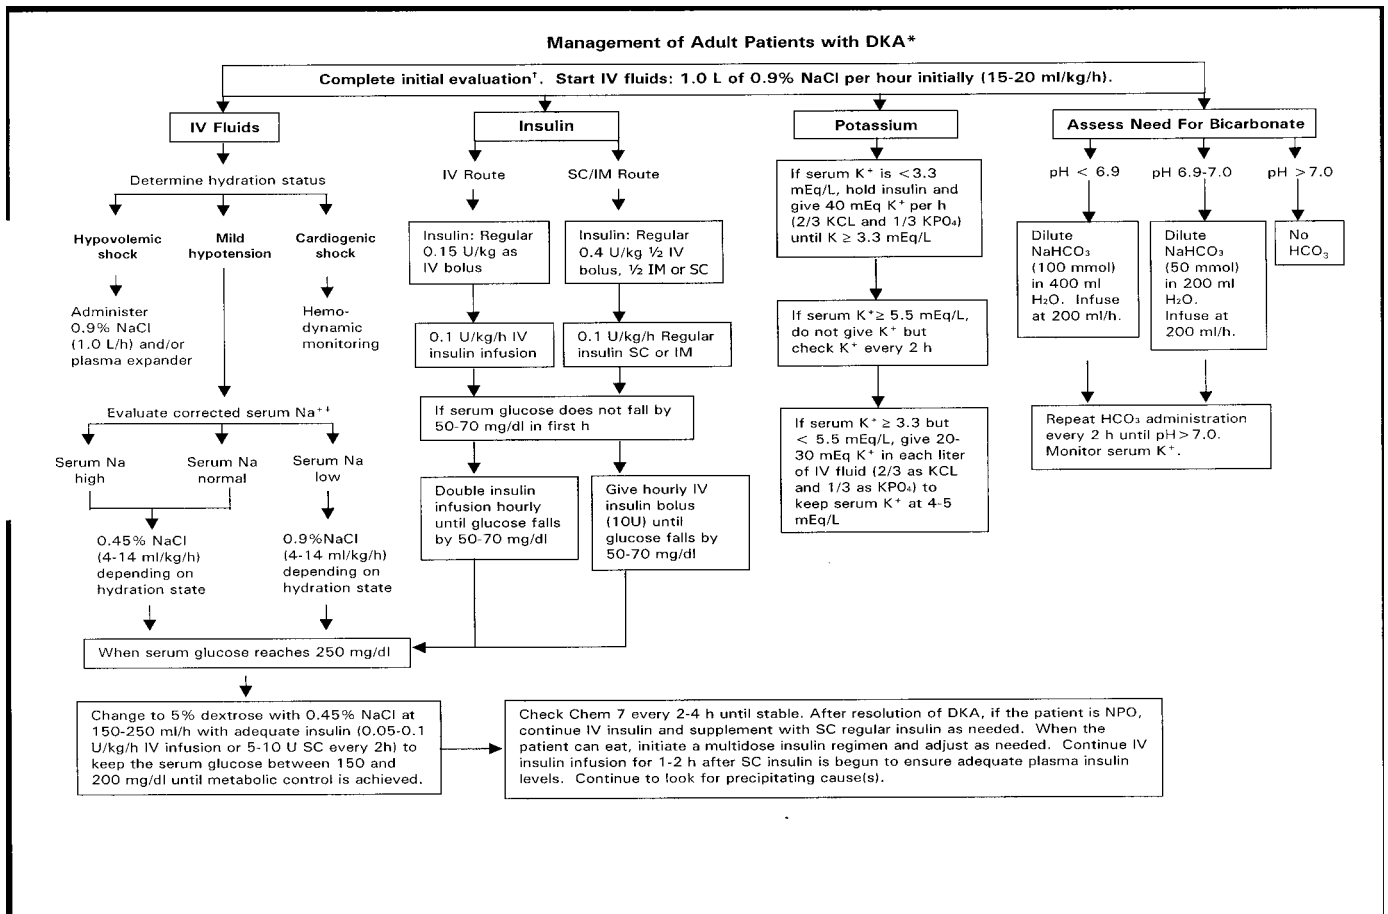 Management of Adult Patients with DKA*
Complete initial evaluation†. Start IV fluids: 1.0 L of 0.9% NaCl per hour initially (15-20 ml/kg/h).
IV Fluids
Determine hydration status
Hypovolemic
shock
Mild
hypotension
Cardiogenic
shock
Administer
0.9% NaCl
(1.0 L/h) and/or
plasma expander
Hemo-
dynamic
monitoring
Evaluate corrected serum Na⁺‡
Serum Na
high
Serum Na
normal
Serum Na
low
0.45% NaCl
(4-14 ml/kg/h)
depending on
hydration state
0.9%NaCl
(4-14 ml/kg/h)
depending on
hydration state
When serum glucose reaches 250 mg/dl
Insulin
IV Route
SC/IM Route
Insulin: Regular
0.15 U/kg as
IV bolus
Insulin: Regular
0.4 U/kg ½ IV
bolus, ½ IM or SC
0.1 U/kg/h IV
insulin infusion
0.1 U/kg/h Regular
insulin SC or IM
If serum glucose does not fall by
50-70 mg/dl in first h
Double insulin
infusion hourly
until glucose falls
by 50-70 mg/dl
Give hourly IV
insulin bolus
(10U) until
glucose falls by
50-70 mg/dl
Potassium
If serum K⁺ is <3.3
mEq/L, hold insulin and
give 40 mEq K⁺ per h
(2/3 KCL and 1/3 KPO₄)
until K ≥ 3.3 mEq/L
If serum K⁺≥ 5.5 mEq/L,
do not give K⁺ but
check K⁺ every 2 h
If serum K⁺ ≥ 3.3 but
< 5.5 mEq/L, give 20-
30 mEq K⁺ in each liter
of IV fluid (2/3 as KCL
and 1/3 as KPO₄) to
keep serum K⁺ at 4-5
mEq/L
Assess Need For Bicarbonate
pH < 6.9
pH 6.9-7.0
pH >7.0
Dilute
NaHCO₃
(100 mmol)
in 400 ml
H₂O. Infuse
at 200 ml/h.
Dilute
NaHCO₃
(50 mmol)
in 200 ml
H₂O.
Infuse at
200 ml/h.
No
HCO₃
Repeat HCO₃ administration
every 2 h until pH>7.0.
Monitor serum K⁺.
Change to 5% dextrose with 0.45% NaCl at
150-250 ml/h with adequate insulin (0.05-0.1
U/kg/h IV infusion or 5-10 U SC every 2h) to
keep the serum glucose between 150 and
200 mg/dl until metabolic control is achieved.
Check Chem 7 every 2-4 h until stable. After resolution of DKA, if the patient is NPO,
continue IV insulin and supplement with SC regular insulin as needed. When the
patient can eat, initiate a multidose insulin regimen and adjust as needed. Continue IV
insulin infusion for 1-2 h after SC insulin is begun to ensure adequate plasma insulin
levels. Continue to look for precipitating cause(s).